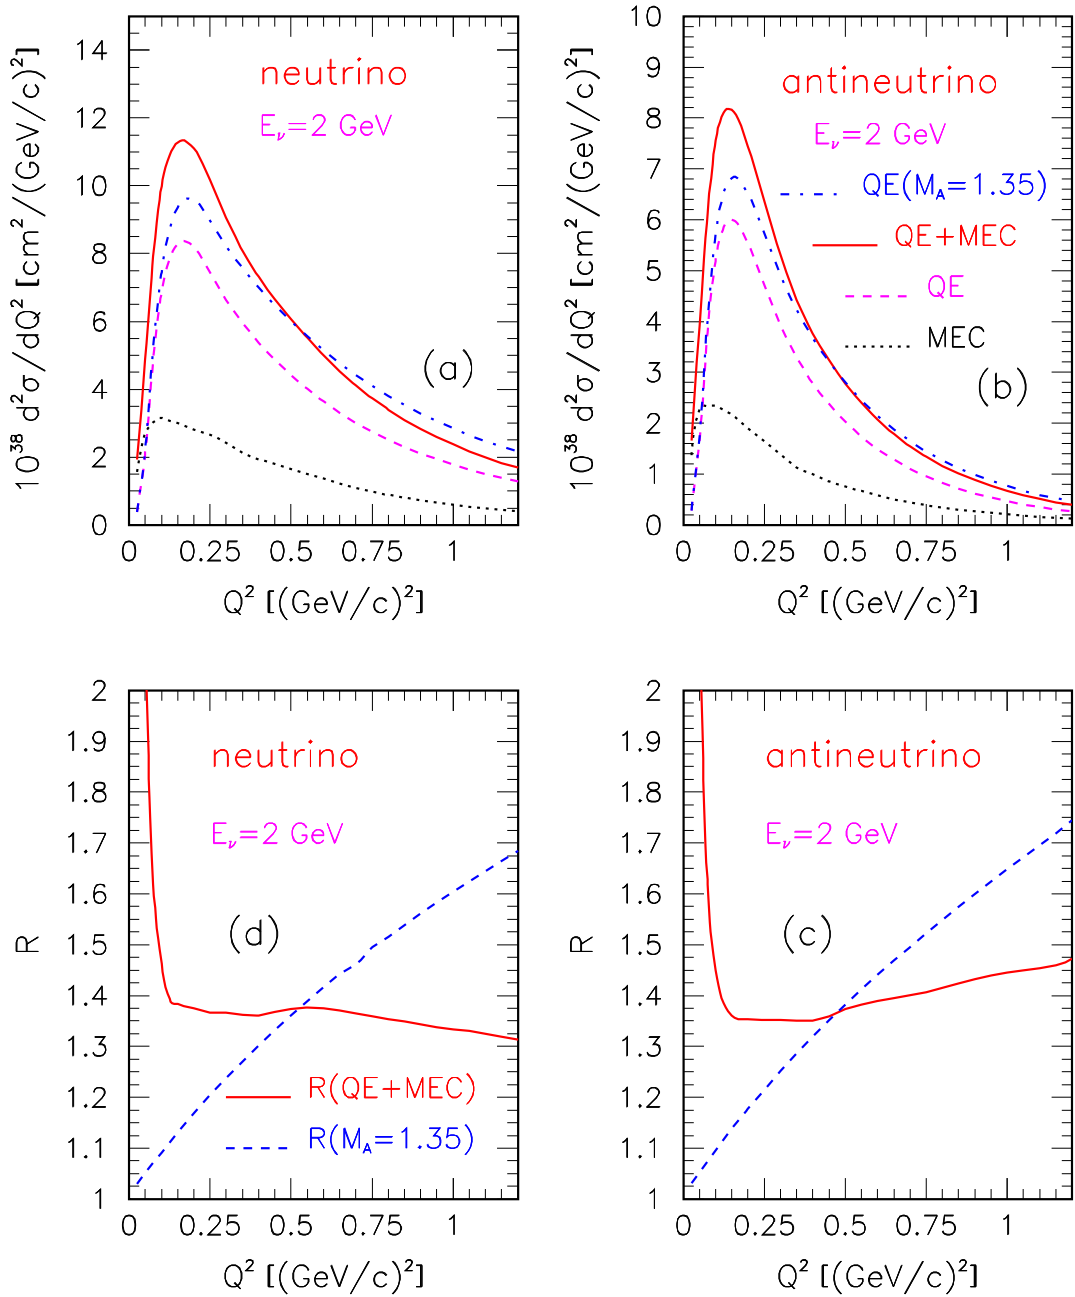 neutrino
E_ν=2 GeV
(a)
10³⁸ d²σ/dQ² [cm²/(GeV/c)²]
14
12
10
8
6
4
2
0
0 0.25 0.5 0.75 1
Q² [(GeV/c)²]
antineutrino
E_ν=2 GeV
QE(M_A=1.35)
QE+MEC
QE
MEC
(b)
10³⁸ d²σ/dQ² [cm²/(GeV/c)²]
10
9
8
7
6
5
4
3
2
1
0
0 0.25 0.5 0.75 1
Q² [(GeV/c)²]
neutrino
E_ν=2 GeV
(d)
R(QE+MEC)
R(M_A=1.35)
R
2
1.9
1.8
1.7
1.6
1.5
1.4
1.3
1.2
1.1
1
0 0.25 0.5 0.75 1
Q² [(GeV/c)²]
antineutrino
E_ν=2 GeV
(c)
R
2
1.9
1.8
1.7
1.6
1.5
1.4
1.3
1.2
1.1
1
0 0.25 0.5 0.75 1
Q² [(GeV/c)²]